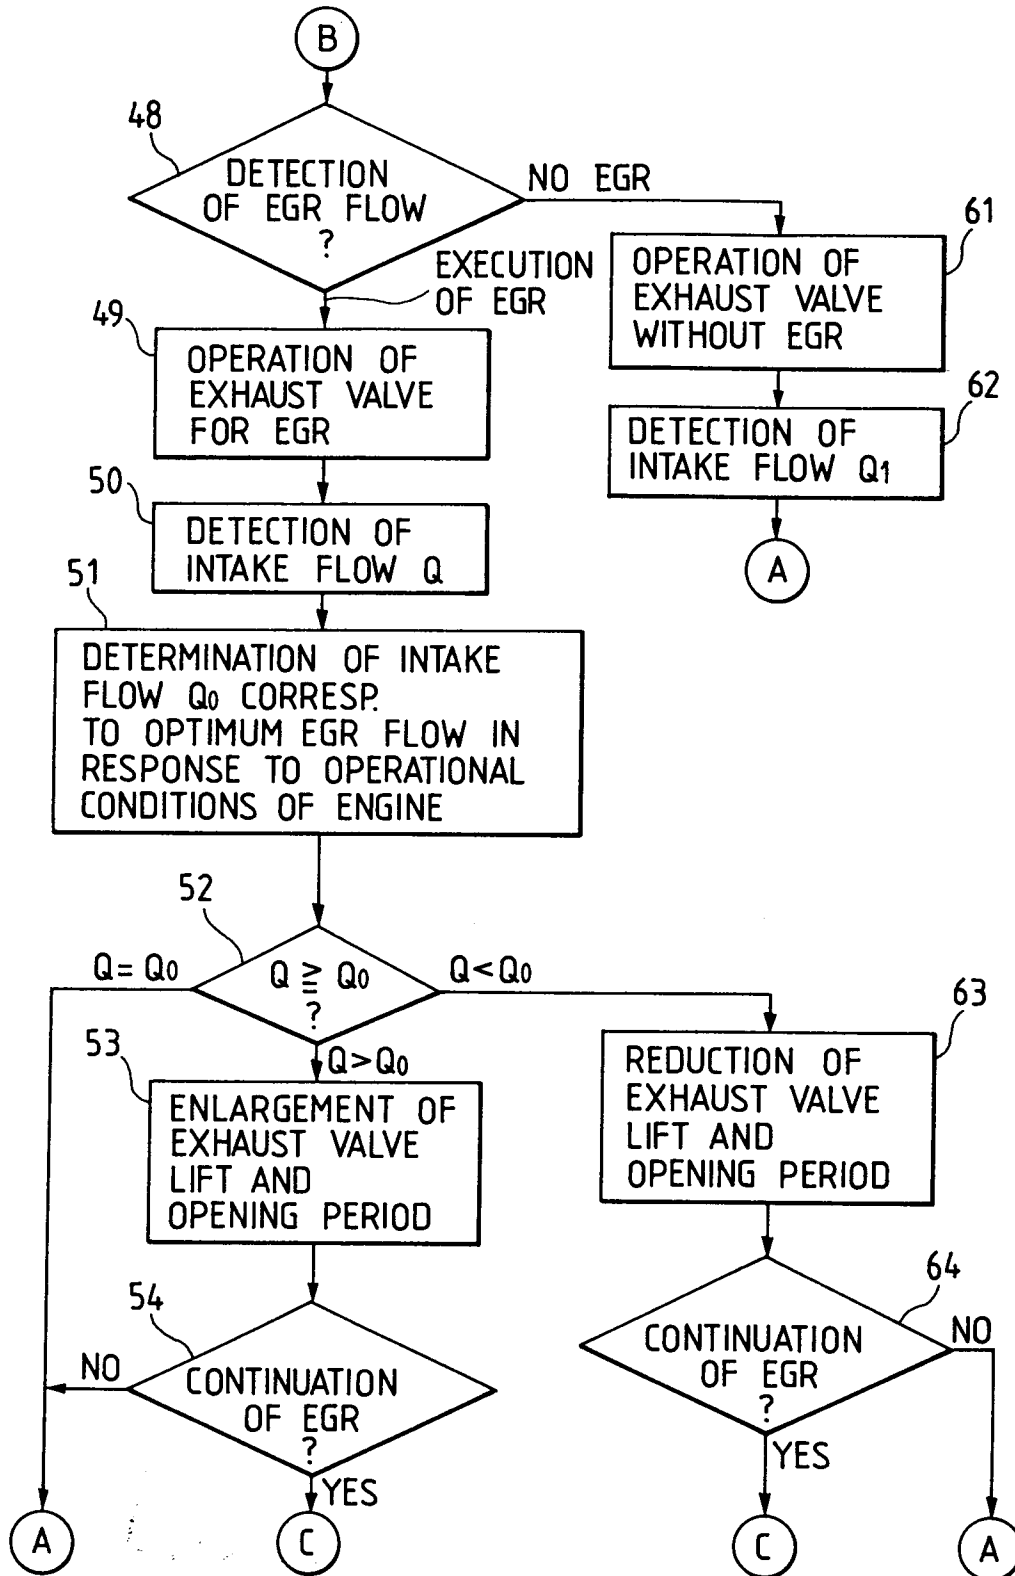 B
48
DETECTION
OF EGR FLOW
?
NO EGR
EXECUTION
OF EGR
61
OPERATION OF
EXHAUST VALVE
WITHOUT EGR
49
OPERATION OF
EXHAUST VALVE
FOR EGR
62
DETECTION OF
INTAKE FLOW Q1
A
50
DETECTION OF
INTAKE FLOW Q
51
DETERMINATION OF INTAKE
FLOW Q0 CORRESP.
TO OPTIMUM EGR FLOW IN
RESPONSE TO OPERATIONAL
CONDITIONS OF ENGINE
52
Q = Q0
Q ≧ Q0
?
Q < Q0
Q > Q0
53
ENLARGEMENT OF
EXHAUST VALVE
LIFT AND
OPENING PERIOD
63
REDUCTION OF
EXHAUST VALVE
LIFT AND
OPENING PERIOD
54
CONTINUATION
OF EGR
?
NO
YES
64
CONTINUATION
OF EGR
?
NO
YES
A
C
C
A